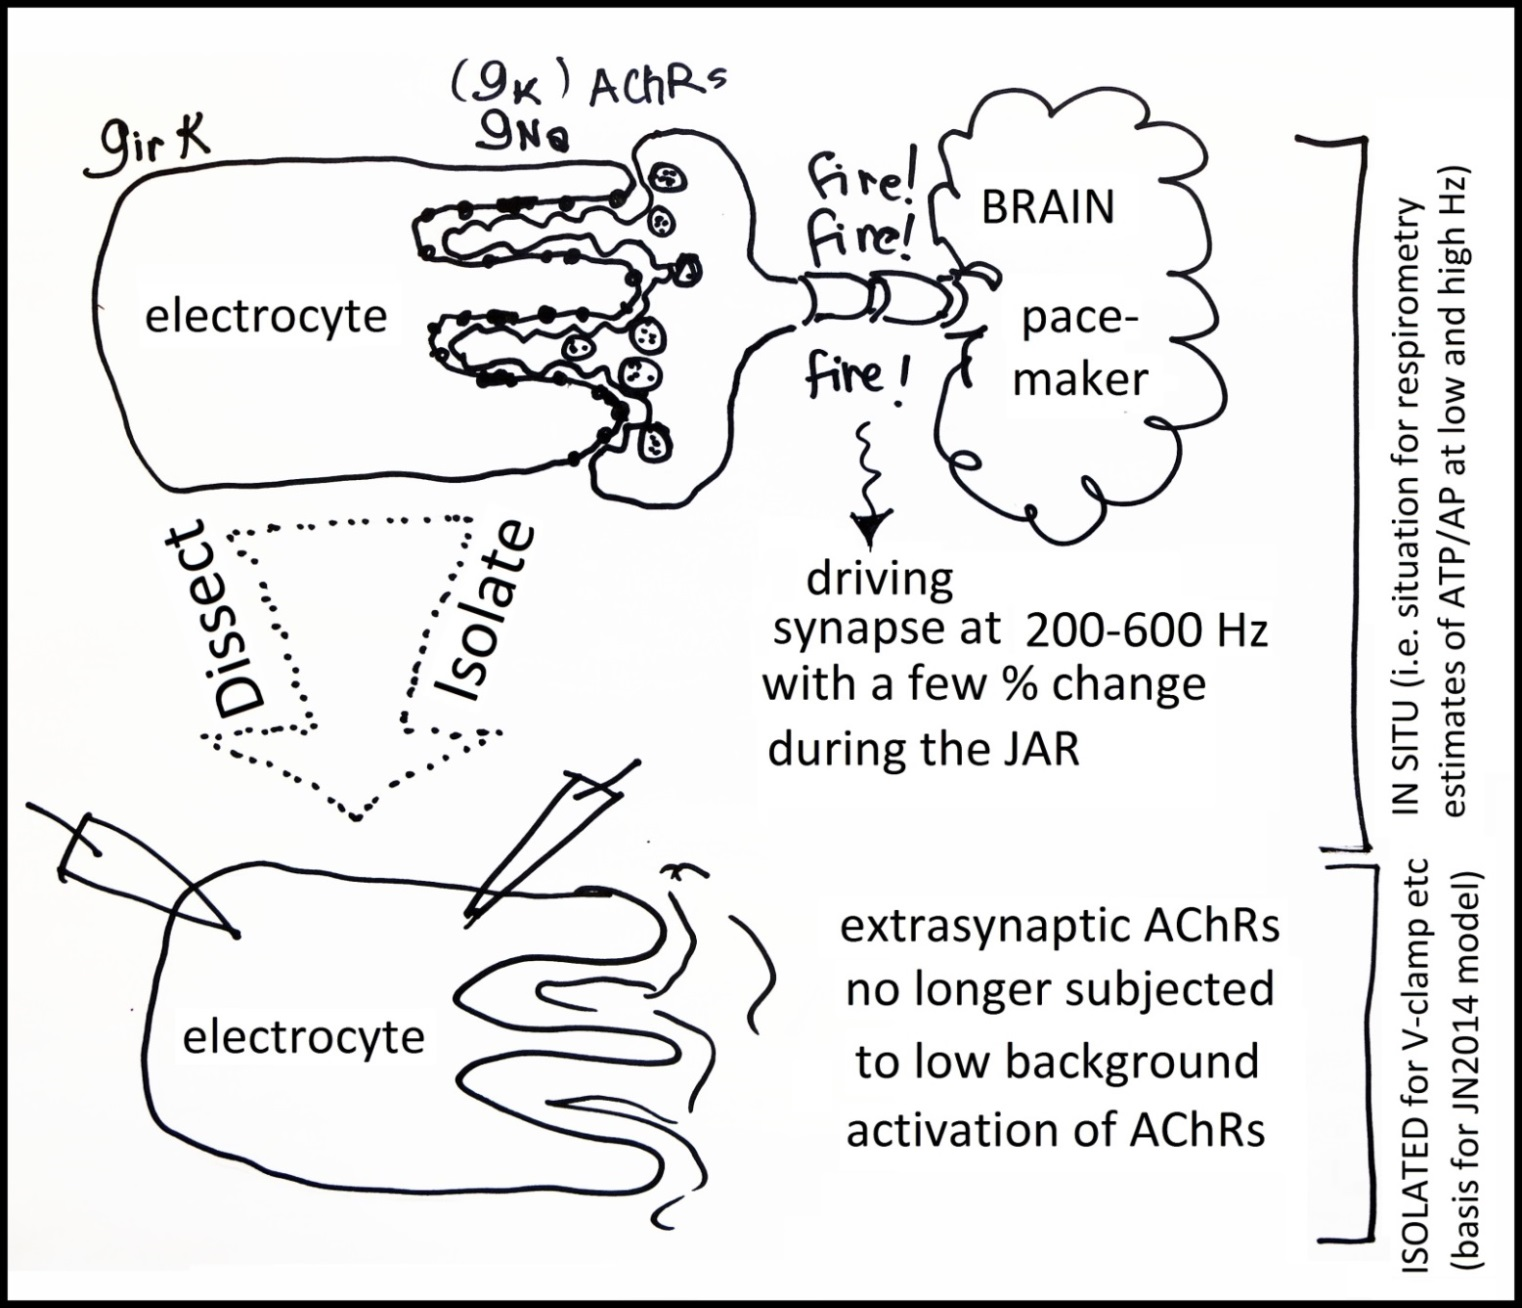 (gK) AChRs
gNa
girK
fire!
fire!
BRAIN
electrocyte
pace-
maker
fire!
Dissect
Isolate
driving
synapse at 200-600 Hz
with a few % change
during the JAR
IN SITU (i.e. situation for respirometry
estimates of ATP/AP at low and high Hz)
electrocyte
extrasynaptic AChRs
no longer subjected
to low background
activation of AChRs
ISOLATED for V-clamp etc
(basis for JN2014 model)